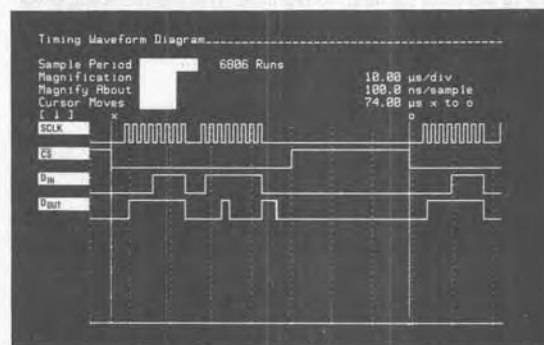 Timing Waveform Diagram
Sample Period 6806 Runs
Magnification 10.00 µs/div
Magnify About 100.0 ns/sample
Cursor Moves 74.00 µs x to o
[ ↓ ] x o
SCLK
C̅S̅
DIN
DOUT